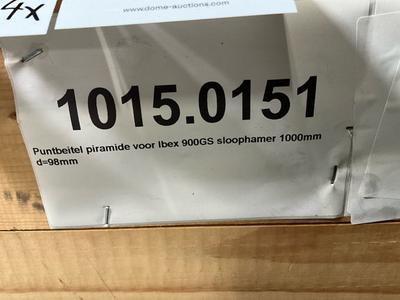 4x
www.dome-auctions.com
1015.0151
Puntbeitel piramide voor Ibex 900GS sloophamer 1000mm
d=98mm